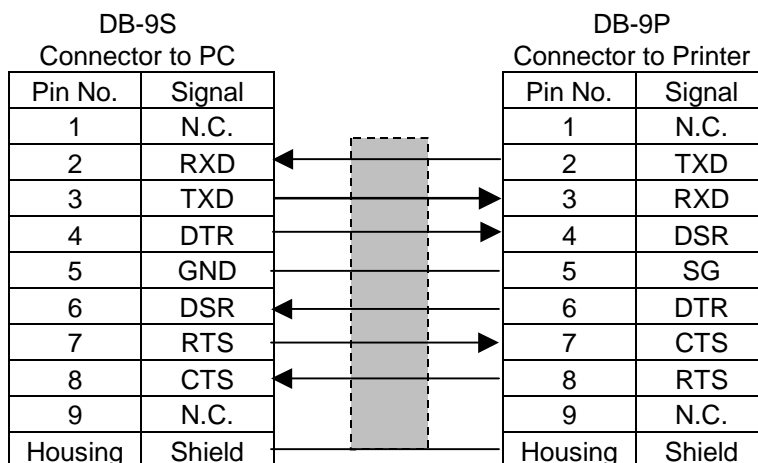 DB-9S DB-9P
Connector to PC Connector to Printer
Pin No. Signal Pin No. Signal
1 N.C. 1 N.C.
2 RXD 2 TXD
3 TXD 3 RXD
4 DTR 4 DSR
5 GND 5 SG
6 DSR 6 DTR
7 RTS 7 CTS
8 CTS 8 RTS
9 N.C. 9 N.C.
Housing Shield Housing Shield